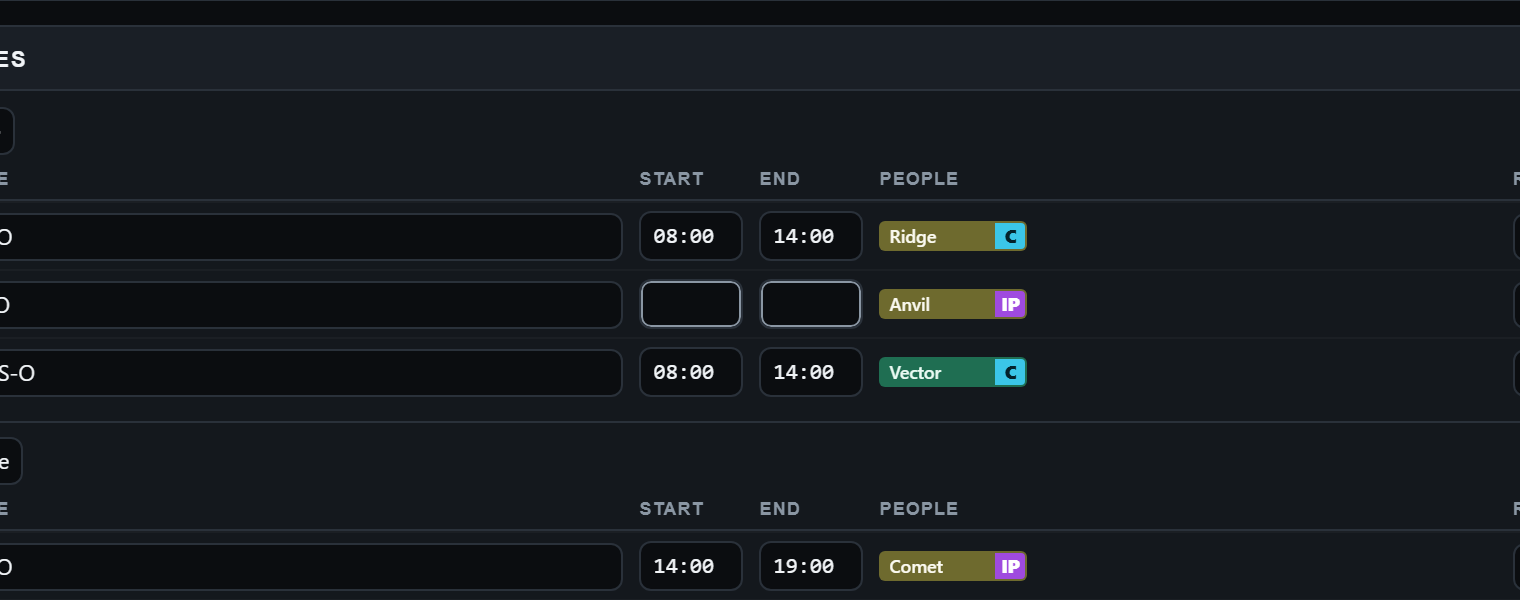 ES
START END PEOPLE
O 08:00 14:00 Ridge C
O Anvil IP
S-O 08:00 14:00 Vector C
e
START END PEOPLE
O 14:00 19:00 Comet IP